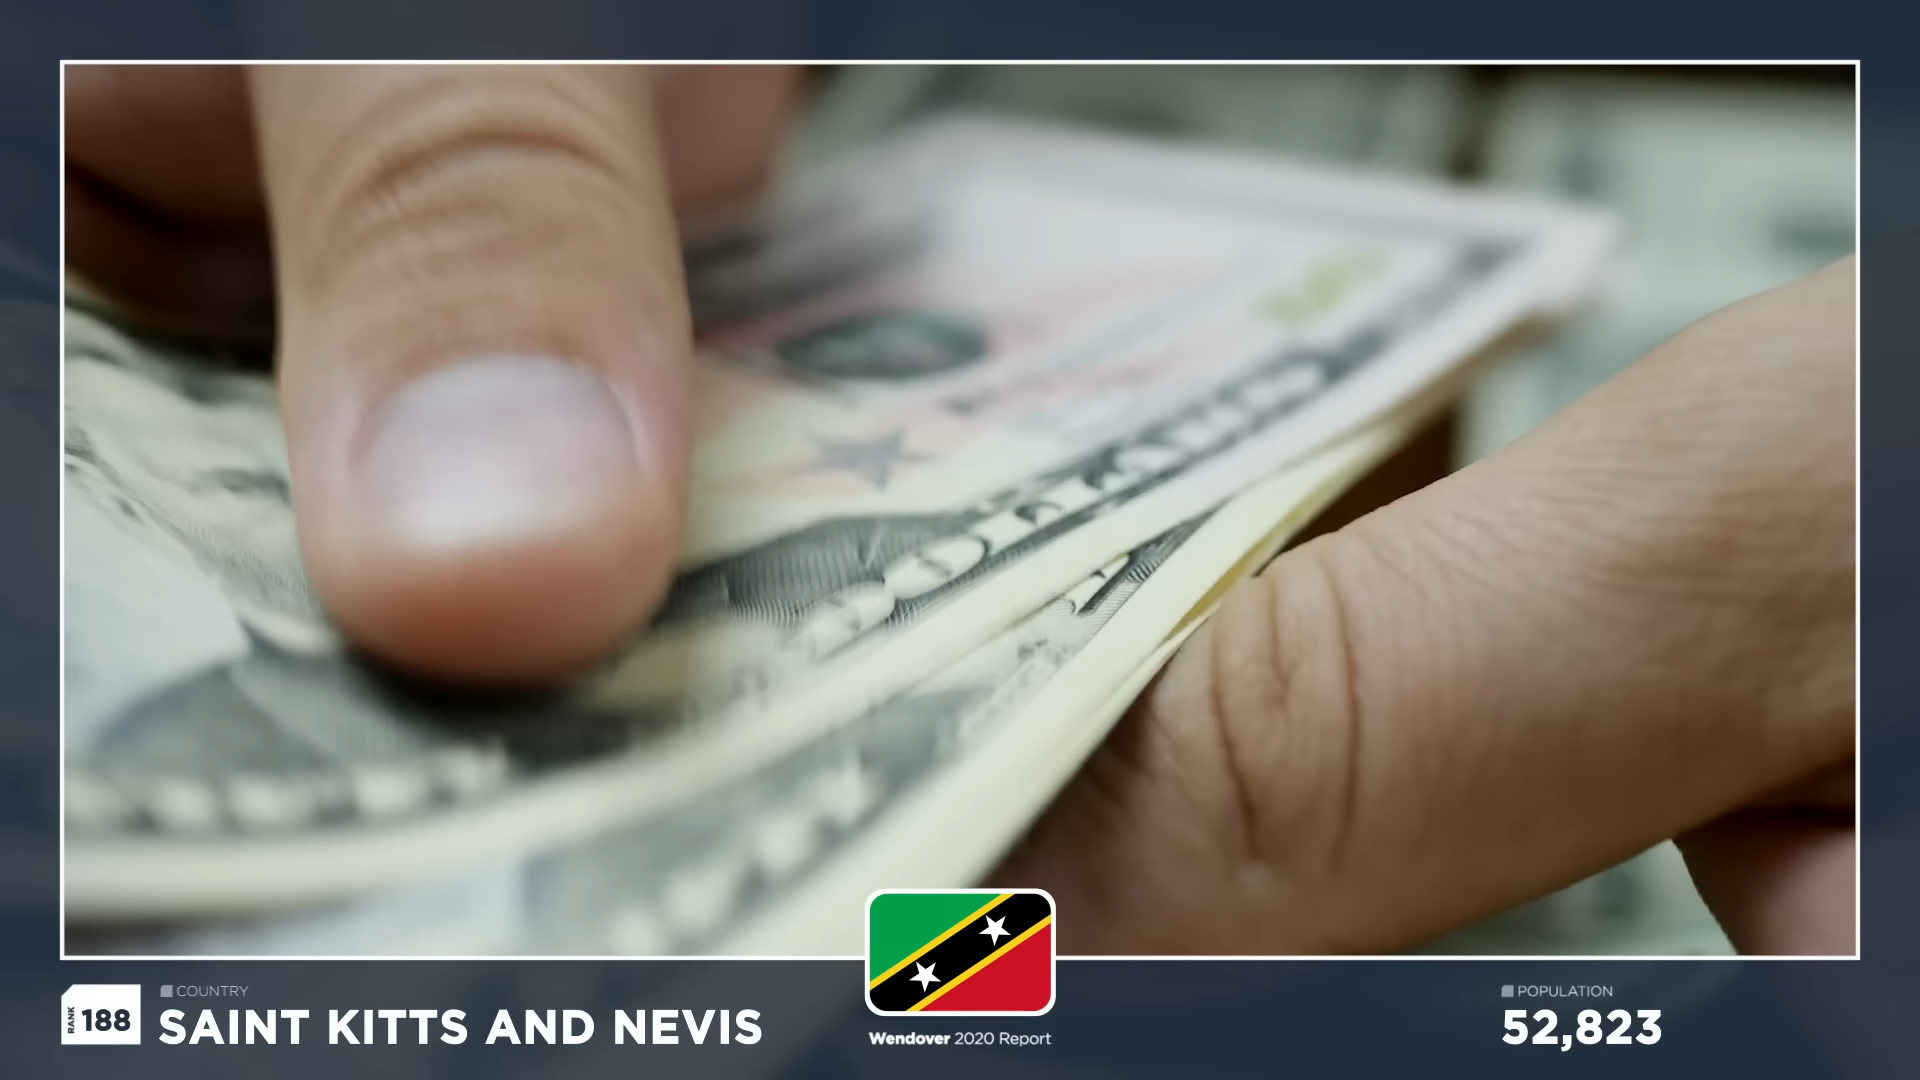 RANK
188
COUNTRY
SAINT KITTS AND NEVIS
Wendover 2020 Report
POPULATION
52,823